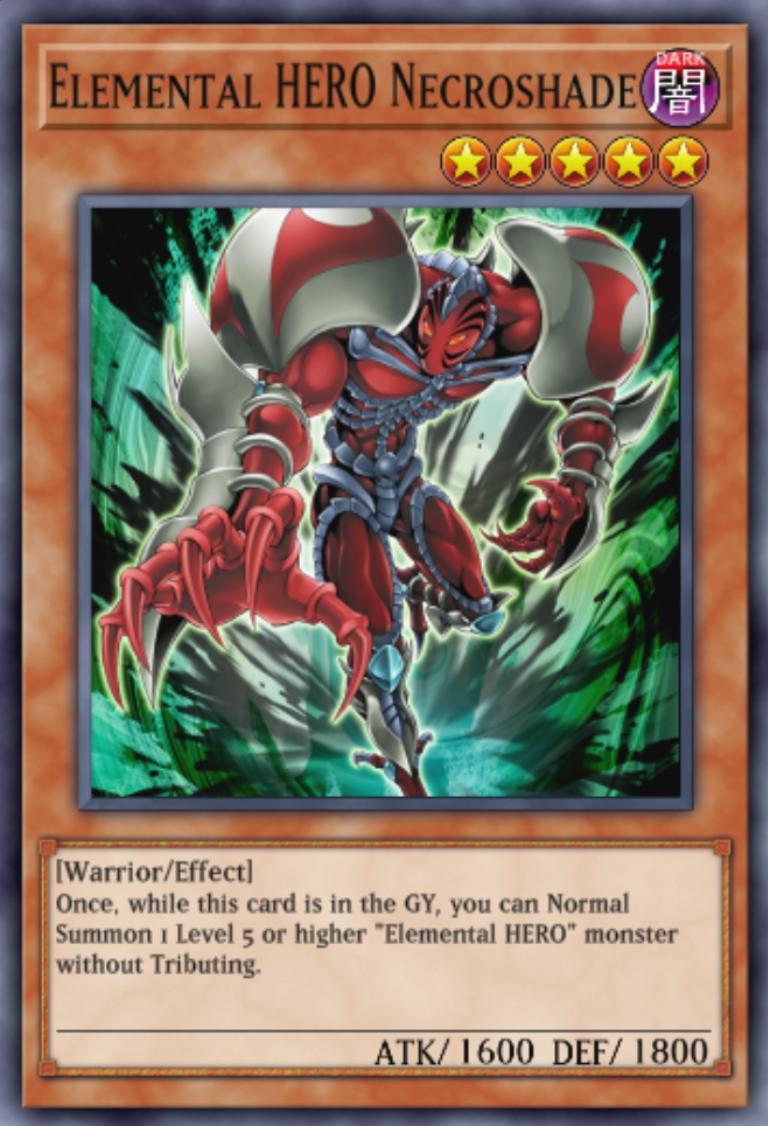 Elemental HERO Necroshade
DARK
闇
[Warrior/Effect]
Once, while this card is in the GY, you can Normal
Summon 1 Level 5 or higher "Elemental HERO" monster
without Tributing.
ATK/ 1600 DEF/ 1800